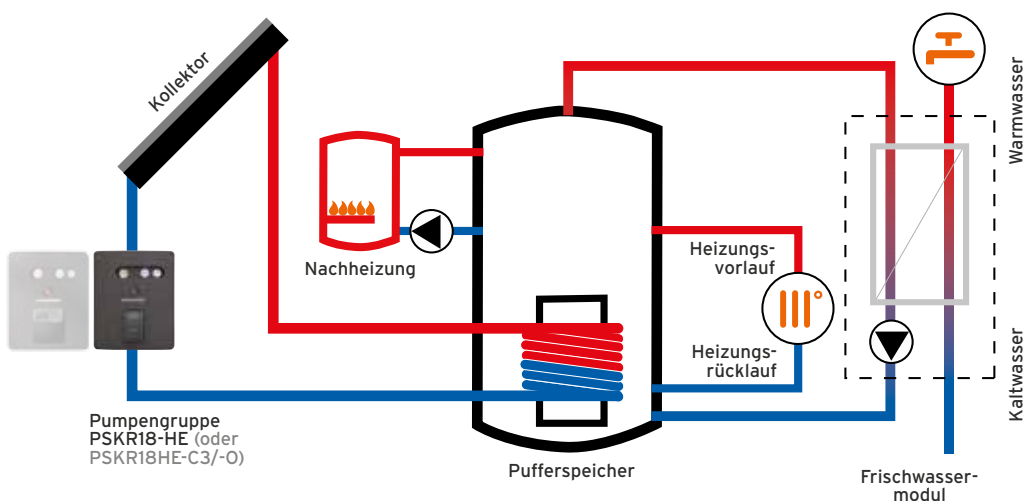 Kollektor
Nachheizung
Heizungs-
vorlauf
Heizungs-
rücklauf
Warmwasser
Kaltwasser
Pumpengruppe
PSKR18-HE (oder
PSKR18HE-C3/-O)
Pufferspeicher
Frischwasser-
modul